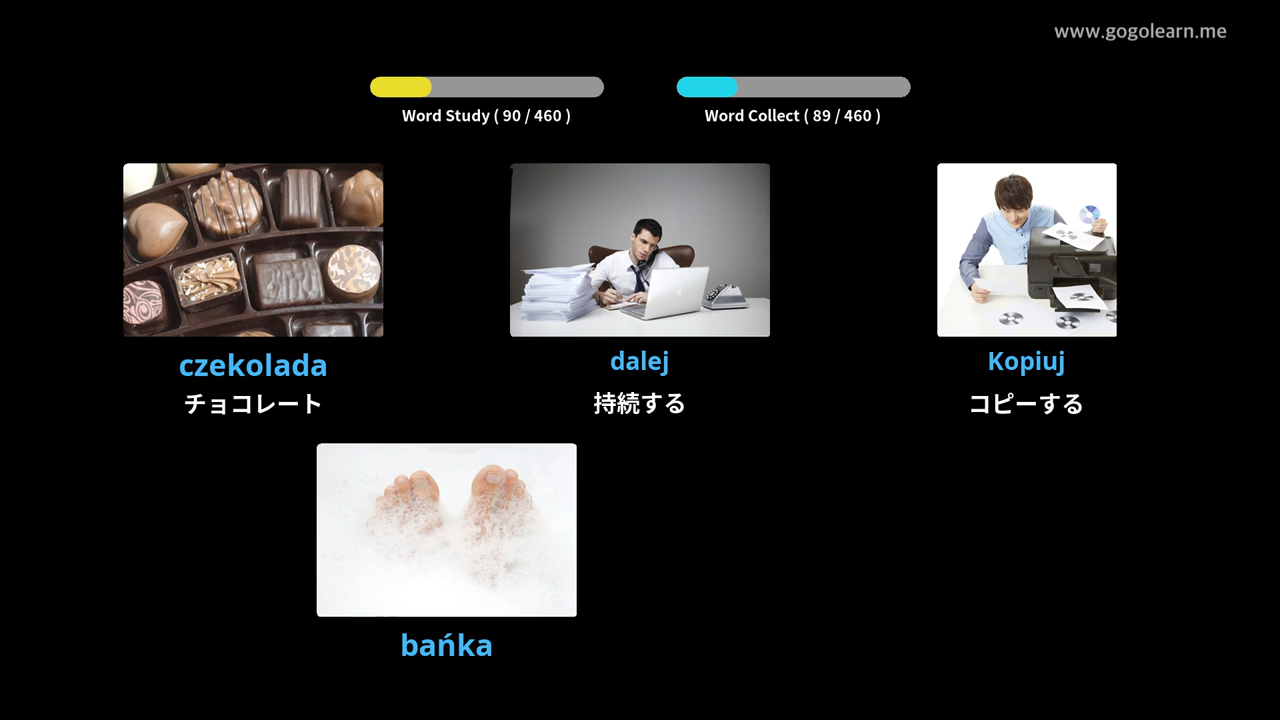 www.gogolearn.me
Word Study ( 90 / 460 )
Word Collect ( 89 / 460 )
czekolada
チョコレート
dalej
持続する
Kopiuj
コピーする
bańka